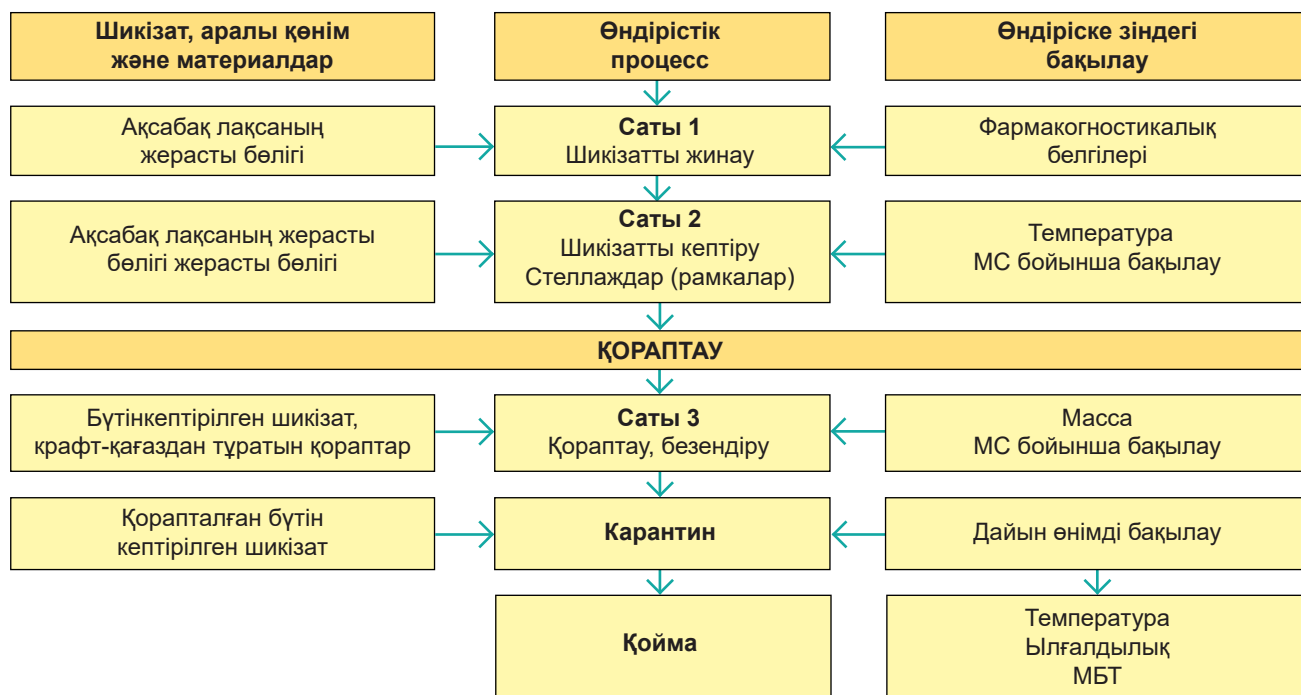 Шикізат, аралы қөнім
және материалдар
Өндірістік
процесс
Өндіріске зіндегі
бақылау
Ақсабақ лақсаның
жерасты бөлігі
Саты 1
Шикізатты жинау
Фармакогностикалық
белгілері
Ақсабақ лақсаның жерасты
бөлігі жерасты бөлігі
Саты 2
Шикізатты кептіру
Стеллаждар (рамкалар)
Температура
МС бойынша бақылау
ҚОРАПТАУ
Бүтінкептірілген шикізат,
крафт-қағаздан тұратын қораптар
Саты 3
Қораптау, безендіру
Масса
МС бойынша бақылау
Қорапталған бүтін
кептірілген шикізат
Карантин
Дайын өнімді бақылау
Қойма
Температура
Ылғалдылық
МБТ